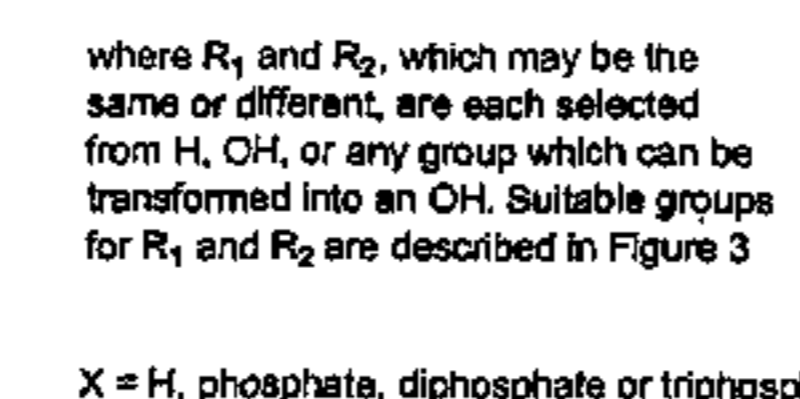 where R₁ and R₂, which may be the
same or different, are each selected
from H, OH, or any group which can be
transformed into an OH. Suitable groups
for R₁ and R₂ are described in Figure 3
X = H, phosphate, diphosphate or